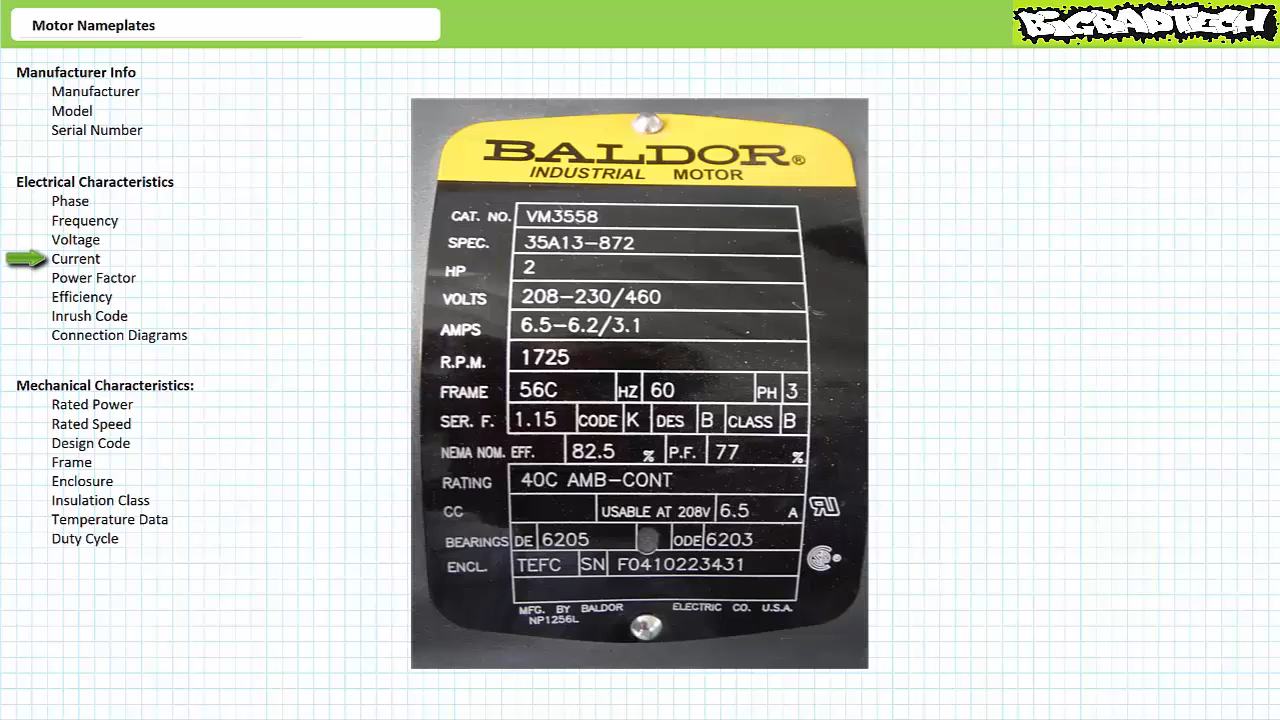 Motor Nameplates
BIGBADTECH
Manufacturer Info
Manufacturer
Model
Serial Number
Electrical Characteristics
Phase
Frequency
Voltage
Current
Power Factor
Efficiency
Inrush Code
Connection Diagrams
Mechanical Characteristics:
Rated Power
Rated Speed
Design Code
Frame
Enclosure
Insulation Class
Temperature Data
Duty Cycle
BALDOR®
INDUSTRIAL MOTOR
CAT. NO. VM3558
SPEC. 35A13-872
HP 2
VOLTS 208-230/460
AMPS 6.5-6.2/3.1
R.P.M. 1725
FRAME 56C HZ 60 PH 3
SER. F. 1.15 CODE K DES B CLASS B
NEMA NOM. EFF. 82.5 % P.F. 77 %
RATING 40C AMB-CONT
CC USABLE AT 208V 6.5 A
BEARINGS DE 6205 ODE 6203
ENCL. TEFC SN F0410223431
MFG. BY BALDOR ELECTRIC CO. U.S.A.
NP1256L